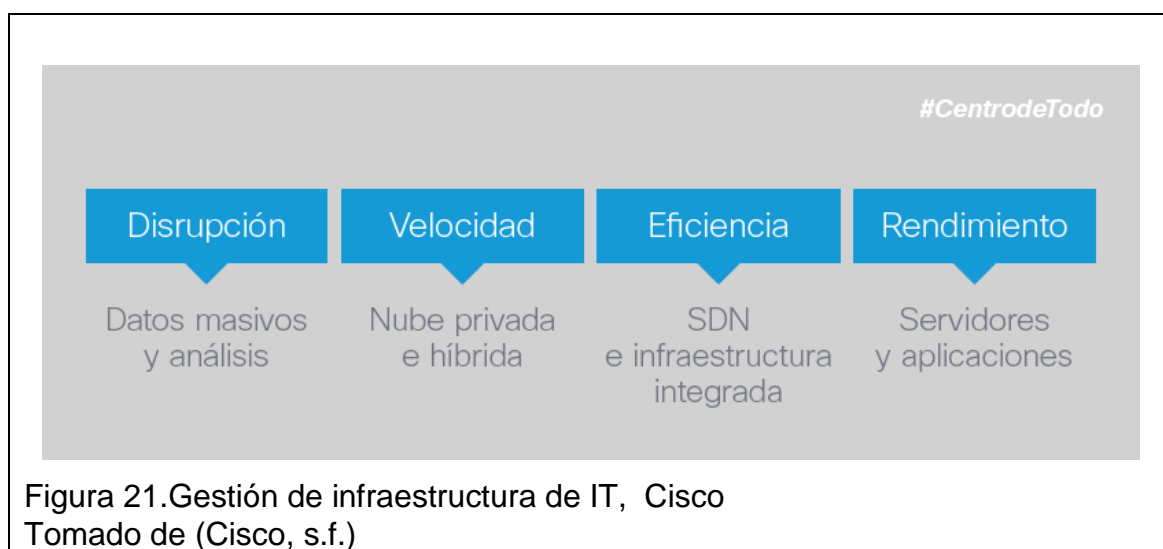 #CentrodeTodo
Disrupción
Datos masivos
y análisis
Velocidad
Nube privada
e híbrida
Eficiencia
SDN
e infraestructura
integrada
Rendimiento
Servidores
y aplicaciones
Figura 21.Gestión de infraestructura de IT,  Cisco
Tomado de (Cisco, s.f.)